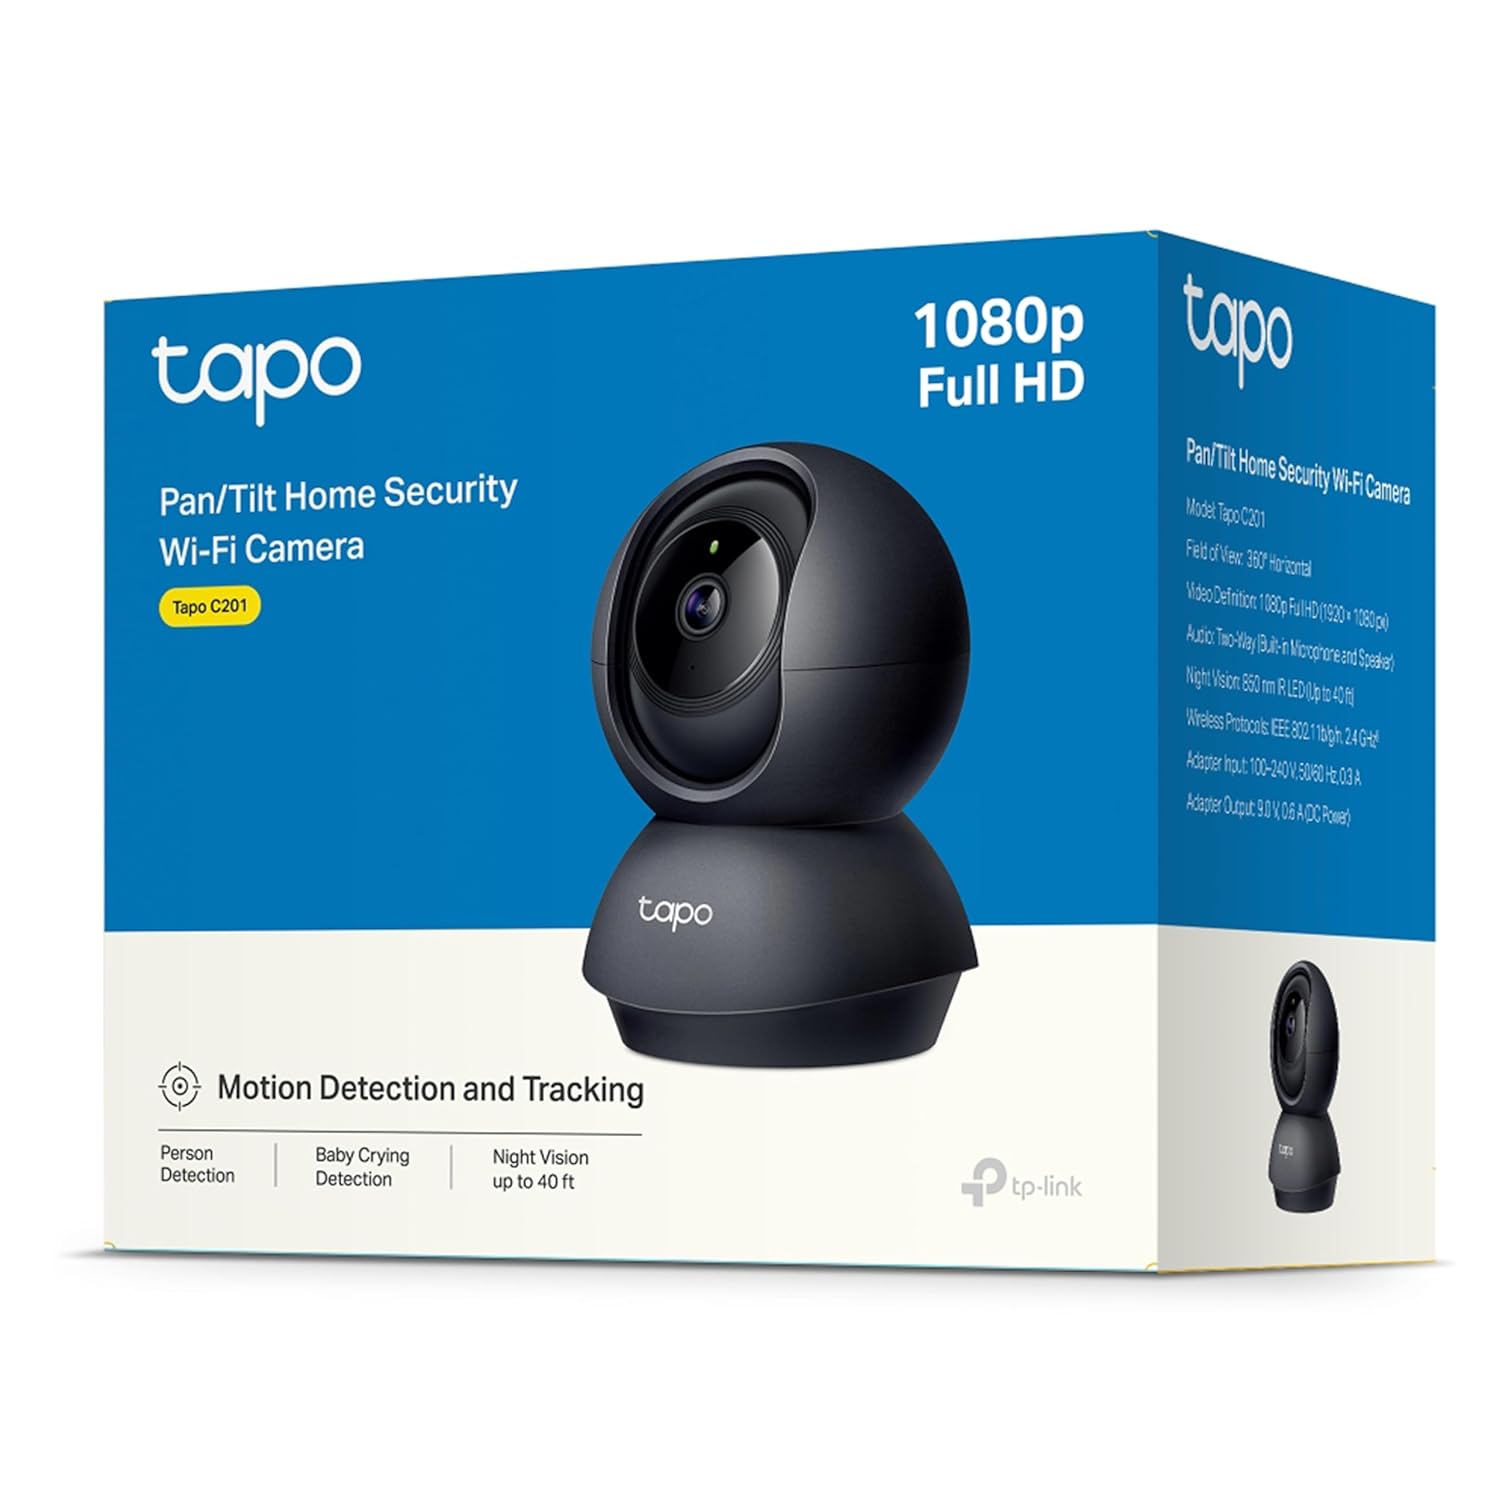 tapo
1080p
Full HD
Pan/Tilt Home Security
Wi-Fi Camera
Tapo C201
tapo
Motion Detection and Tracking
Person
Detection
Baby Crying
Detection
Night Vision
up to 40 ft
tp-link
tapo
Pan/Tilt Home Security Wi-Fi Camera
Model: Tapo C201
Field of View: 360° Horizontal
Video Definition: 1080p Full HD (1920 × 1080 px)
Audio: Two-Way (Built-in Microphone and Speaker)
Night Vision: 850 nm IR LED (Up to 40 ft)
Wireless Protocols: IEEE 802.11b/g/n, 2.4 GHz
Adapter Input: 100–240 V, 50/60 Hz, 0.3 A
Adapter Output: 9.0 V, 0.6 A (DC Power)
tapo